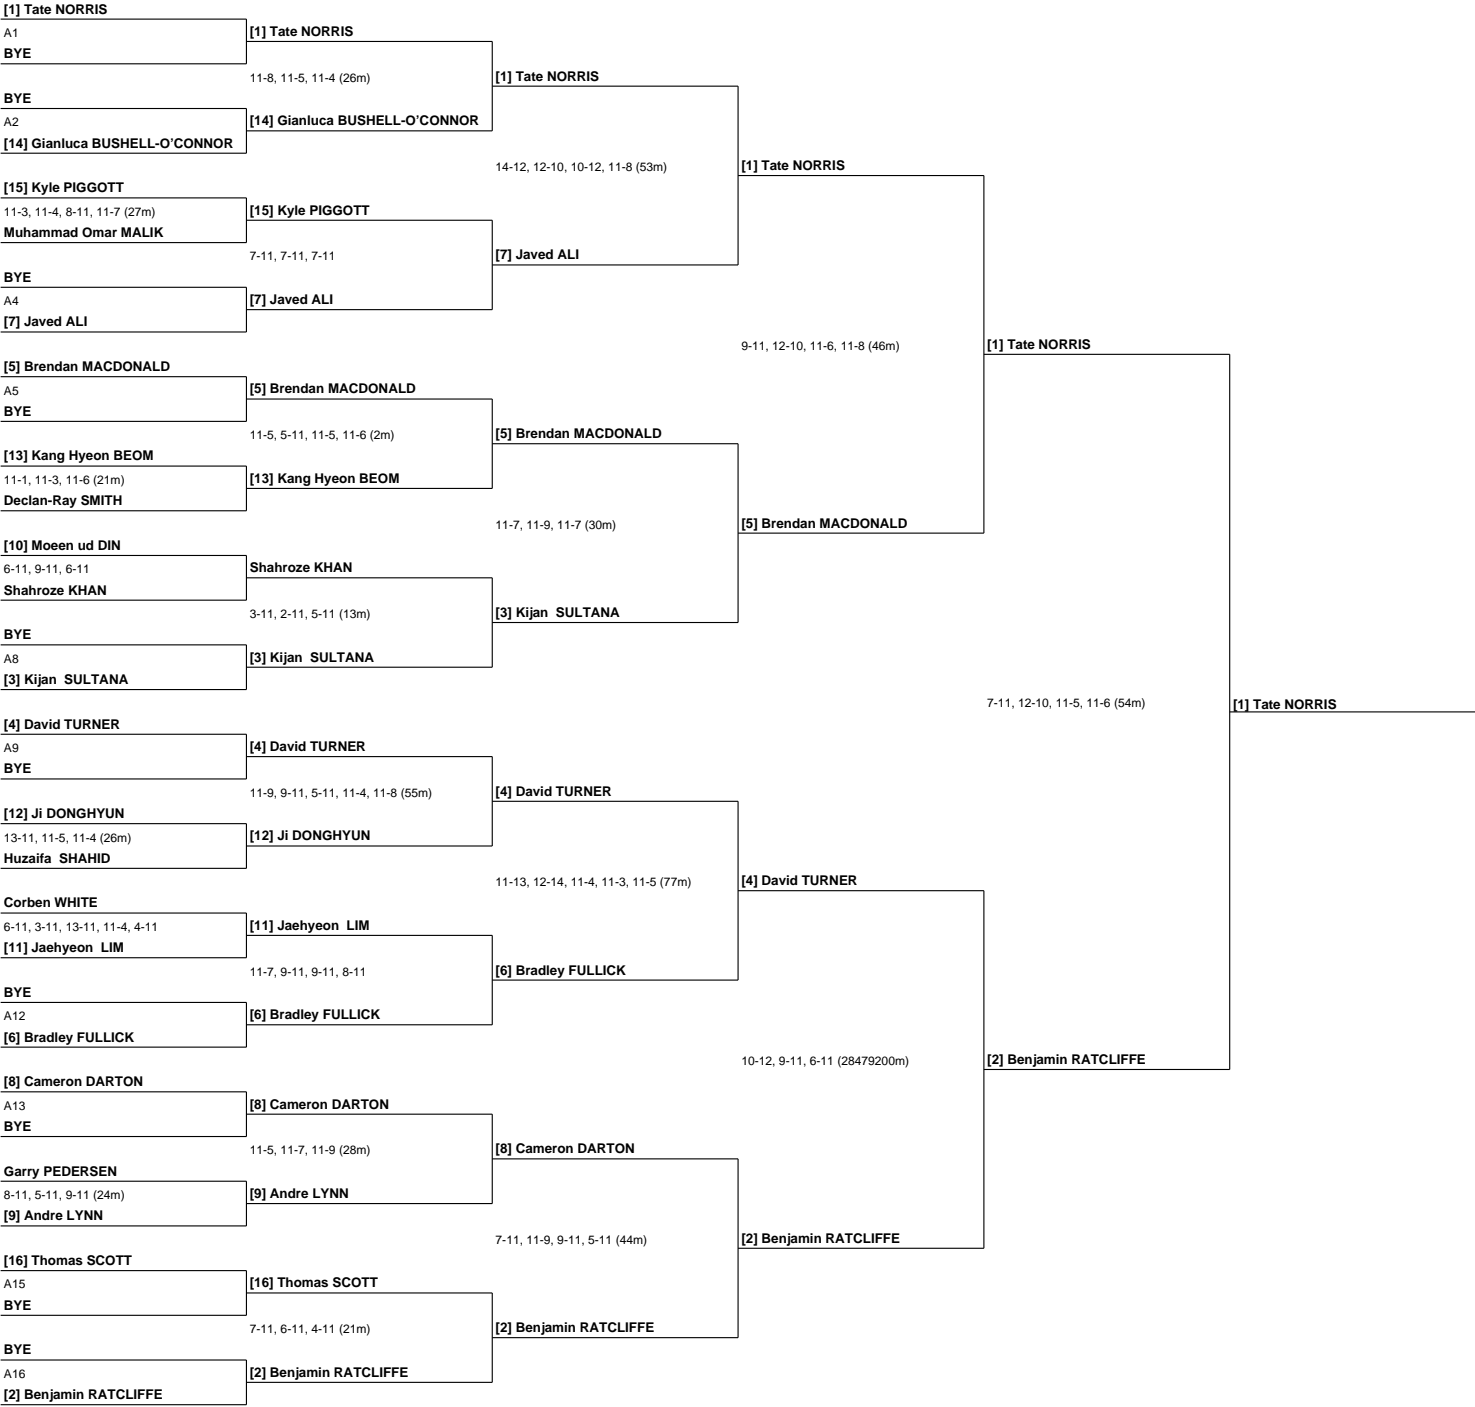 [1] Tate NORRIS
A1
BYE
BYE
A2
[14] Gianluca BUSHELL-O’CONNOR
[15] Kyle PIGGOTT
11-3, 11-4, 8-11, 11-7 (27m)
Muhammad Omar MALIK
BYE
A4
[7] Javed ALI
[5] Brendan MACDONALD
A5
BYE
[13] Kang Hyeon BEOM
11-1, 11-3, 11-6 (21m)
Declan-Ray SMITH
[10] Moeen ud DIN
6-11, 9-11, 6-11
Shahroze KHAN
BYE
A8
[3] Kijan  SULTANA
[4] David TURNER
A9
BYE
[12] Ji DONGHYUN
13-11, 11-5, 11-4 (26m)
Huzaifa  SHAHID
Corben WHITE
6-11, 3-11, 13-11, 11-4, 4-11
[11] Jaehyeon  LIM
BYE
A12
[6] Bradley FULLICK
[8] Cameron DARTON
A13
BYE
Garry PEDERSEN
8-11, 5-11, 9-11 (24m)
[9] Andre LYNN
[16] Thomas SCOTT
A15
BYE
BYE
A16
[2] Benjamin RATCLIFFE
[1] Tate NORRIS
11-8, 11-5, 11-4 (26m)
[14] Gianluca BUSHELL-O’CONNOR
[15] Kyle PIGGOTT
7-11, 7-11, 7-11
[7] Javed ALI
[5] Brendan MACDONALD
11-5, 5-11, 11-5, 11-6 (2m)
[13] Kang Hyeon BEOM
Shahroze KHAN
3-11, 2-11, 5-11 (13m)
[3] Kijan  SULTANA
[4] David TURNER
11-9, 9-11, 5-11, 11-4, 11-8 (55m)
[12] Ji DONGHYUN
[11] Jaehyeon  LIM
11-7, 9-11, 9-11, 8-11
[6] Bradley FULLICK
[8] Cameron DARTON
11-5, 11-7, 11-9 (28m)
[9] Andre LYNN
[16] Thomas SCOTT
7-11, 6-11, 4-11 (21m)
[2] Benjamin RATCLIFFE
[1] Tate NORRIS
14-12, 12-10, 10-12, 11-8 (53m)
[7] Javed ALI
[5] Brendan MACDONALD
11-7, 11-9, 11-7 (30m)
[3] Kijan  SULTANA
[4] David TURNER
11-13, 12-14, 11-4, 11-3, 11-5 (77m)
[6] Bradley FULLICK
[8] Cameron DARTON
7-11, 11-9, 9-11, 5-11 (44m)
[2] Benjamin RATCLIFFE
[1] Tate NORRIS
9-11, 12-10, 11-6, 11-8 (46m)
[5] Brendan MACDONALD
[4] David TURNER
10-12, 9-11, 6-11 (28479200m)
[2] Benjamin RATCLIFFE
[1] Tate NORRIS
7-11, 12-10, 11-5, 11-6 (54m)
[2] Benjamin RATCLIFFE
[1] Tate NORRIS